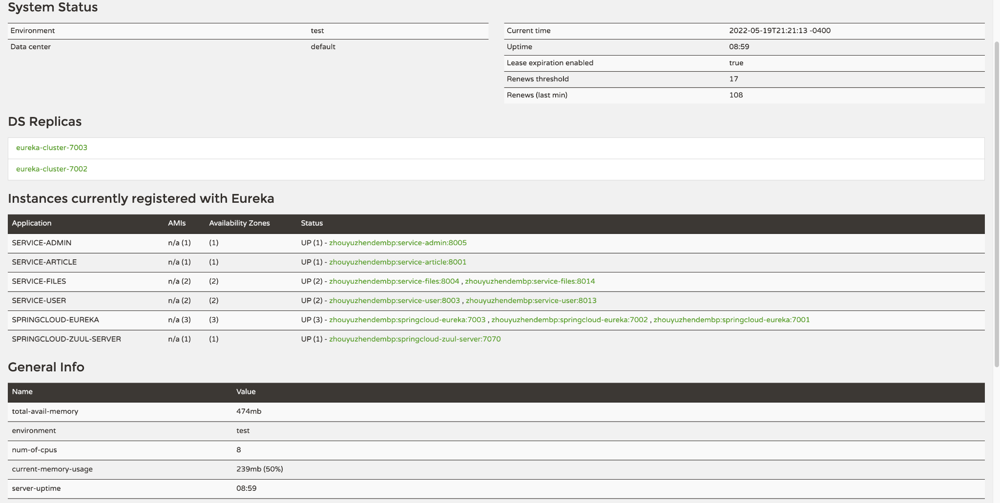 System Status
Environment test
Data center default
Current time 2022-05-19T21:21:13 -0400
Uptime 08:59
Lease expiration enabled true
Renews threshold 17
Renews (last min) 108
DS Replicas
eureka-cluster-7003
eureka-cluster-7002
Instances currently registered with Eureka
Application AMIs Availability Zones Status
SERVICE-ADMIN n/a (1) (1) UP (1) - zhouyuzhendembp:service-admin:8005
SERVICE-ARTICLE n/a (1) (1) UP (1) - zhouyuzhendembp:service-article:8001
SERVICE-FILES n/a (2) (2) UP (2) - zhouyuzhendembp:service-files:8004 , zhouyuzhendembp:service-files:8014
SERVICE-USER n/a (2) (2) UP (2) - zhouyuzhendembp:service-user:8003 , zhouyuzhendembp:service-user:8013
SPRINGCLOUD-EUREKA n/a (3) (3) UP (3) - zhouyuzhendembp:springcloud-eureka:7003 , zhouyuzhendembp:springcloud-eureka:7002 , zhouyuzhendembp:springcloud-eureka:7001
SPRINGCLOUD-ZUUL-SERVER n/a (1) (1) UP (1) - zhouyuzhendembp:springcloud-zuul-server:7070
General Info
Name Value
total-avail-memory 474mb
environment test
num-of-cpus 8
current-memory-usage 239mb (50%)
server-uptime 08:59